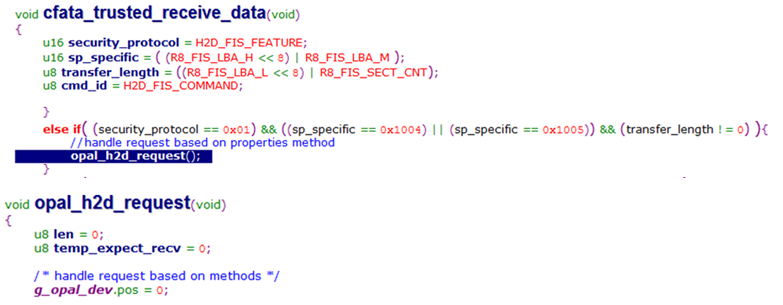 void cfata_trusted_receive_data(void)
{
u16 security_protocol = H2D_FIS_FEATURE;
u16 sp_specific = ( (R8_FIS_LBA_H << 8) | R8_FIS_LBA_M );
u8 transfer_length = ((R8_FIS_LBA_L << 8) | R8_FIS_SECT_CNT);
u8 cmd_id = H2D_FIS_COMMAND;
}
else if( (security_protocol == 0x01) && ((sp_specific == 0x1004) || (sp_specific == 0x1005)) && (transfer_length != 0) ){
//handle request based on properties method
opal_h2d_request();
}
void opal_h2d_request(void)
{
u8 len = 0;
u8 temp_expect_recv = 0;
/* handle request based on methods */
g_opal_dev.pos = 0;